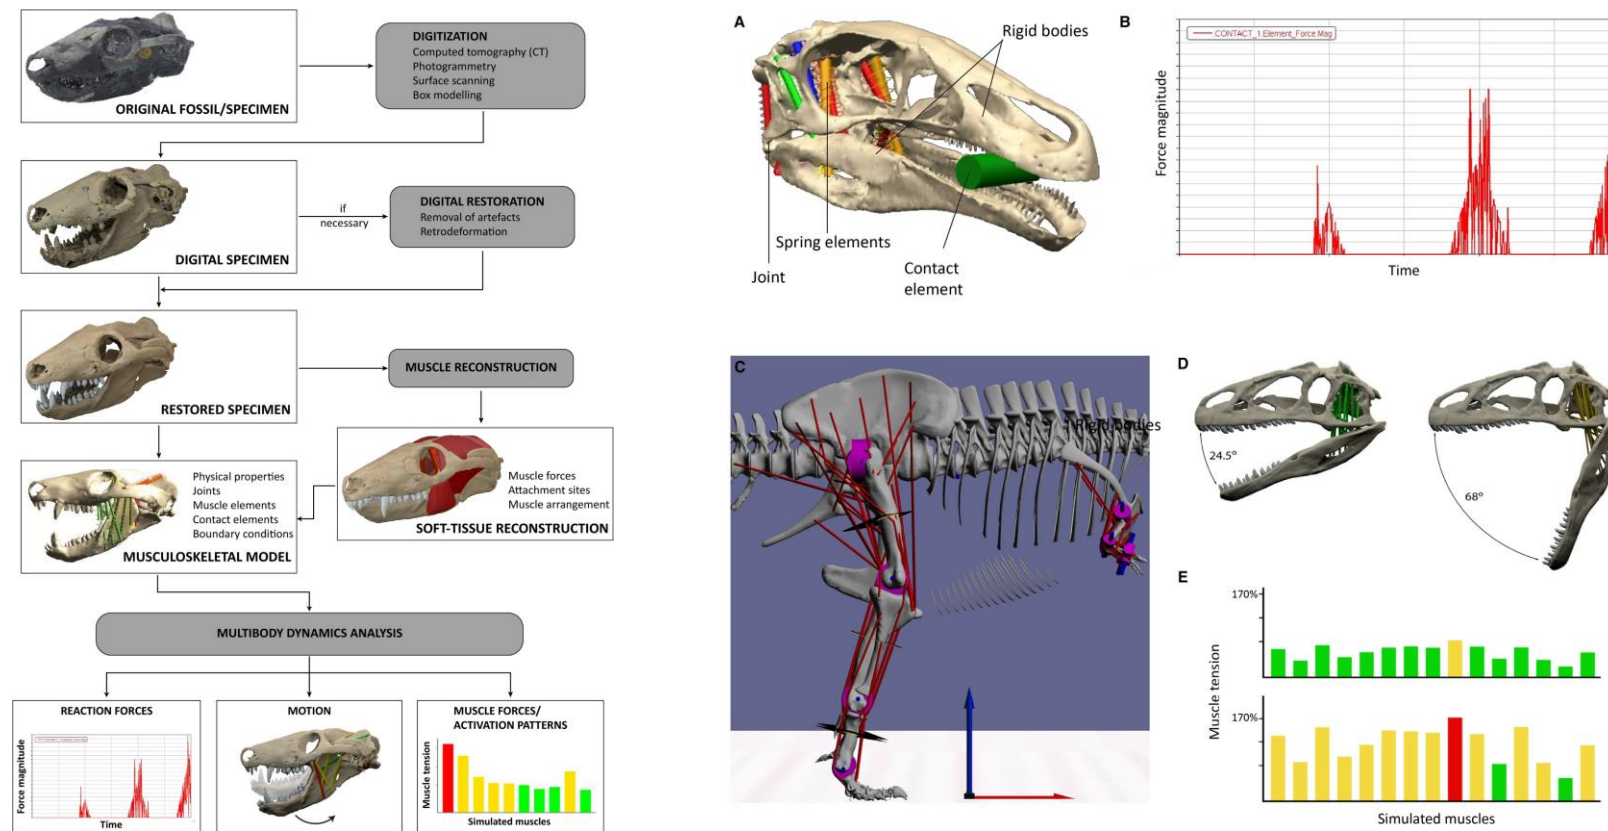 ORIGINAL FOSSIL/SPECIMEN
DIGITIZATION
Computed tomography (CT)
Photogrammetry
Surface scanning
Box modelling
DIGITAL SPECIMEN
if
necessary
DIGITAL RESTORATION
Removal of artefacts
Retrodeformation
RESTORED SPECIMEN
MUSCLE RECONSTRUCTION
Muscle forces
Attachment sites
Muscle arrangement
SOFT-TISSUE RECONSTRUCTION
Physical properties
Joints
Muscle elements
Contact elements
Boundary conditions
MUSCULOSKELETAL MODEL
MULTIBODY DYNAMICS ANALYSIS
REACTION FORCES
Force magnitude
Time
MOTION
MUSCLE FORCES/
ACTIVATION PATTERNS
Muscle tension
Simulated muscles
A
Rigid bodies
Spring elements
Joint
Contact
element
B
CONTACT_1.Element_Force.Mag
Force magnitude
Time
C
Rigid bodies
D
24.5°
68°
E
170%
170%
Muscle tension
Simulated muscles